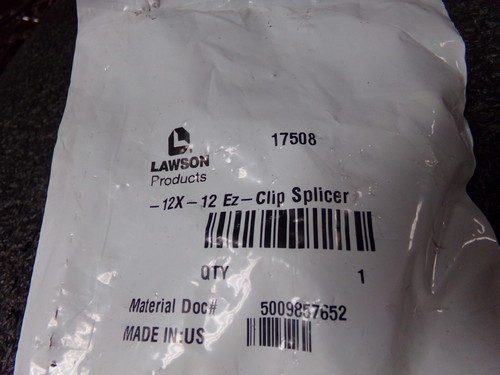 17508
LAWSON
Products
-12X-12 Ez-Clip Splicer
QTY 1
Material Doc# 5009857652
MADE IN:US